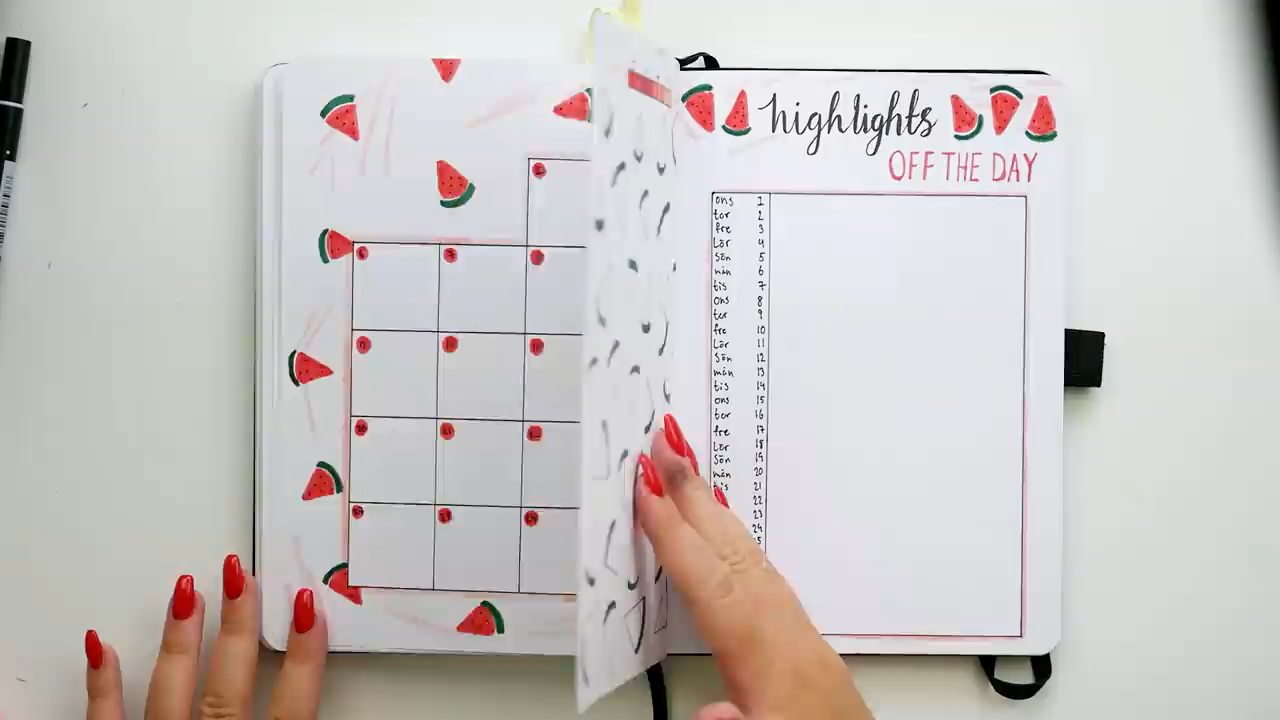 highlights
OFF THE DAY
ons 1
tor 2
fre 3
Lör 4
Sön 5
mån 6
tis 7
ons 8
tor 9
fre 10
Lör 11
Sön 12
mån 13
tis 14
ons 15
tor 16
fre 17
Lör 18
Sön 19
mån 20
tis 21
22
23
24